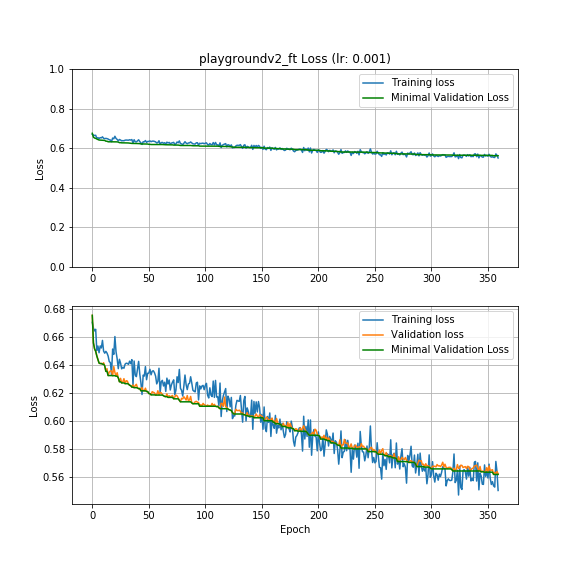 playgroundv2_ft Loss (lr: 0.001)
1.0
0.8
0.6
0.4
0.2
0.0
Loss
Training loss
Minimal Validation Loss
0 50 100 150 200 250 300 350
0.68
0.66
0.64
0.62
0.60
0.58
0.56
Loss
Training loss
Validation loss
Minimal Validation Loss
0 50 100 150 200 250 300 350
Epoch